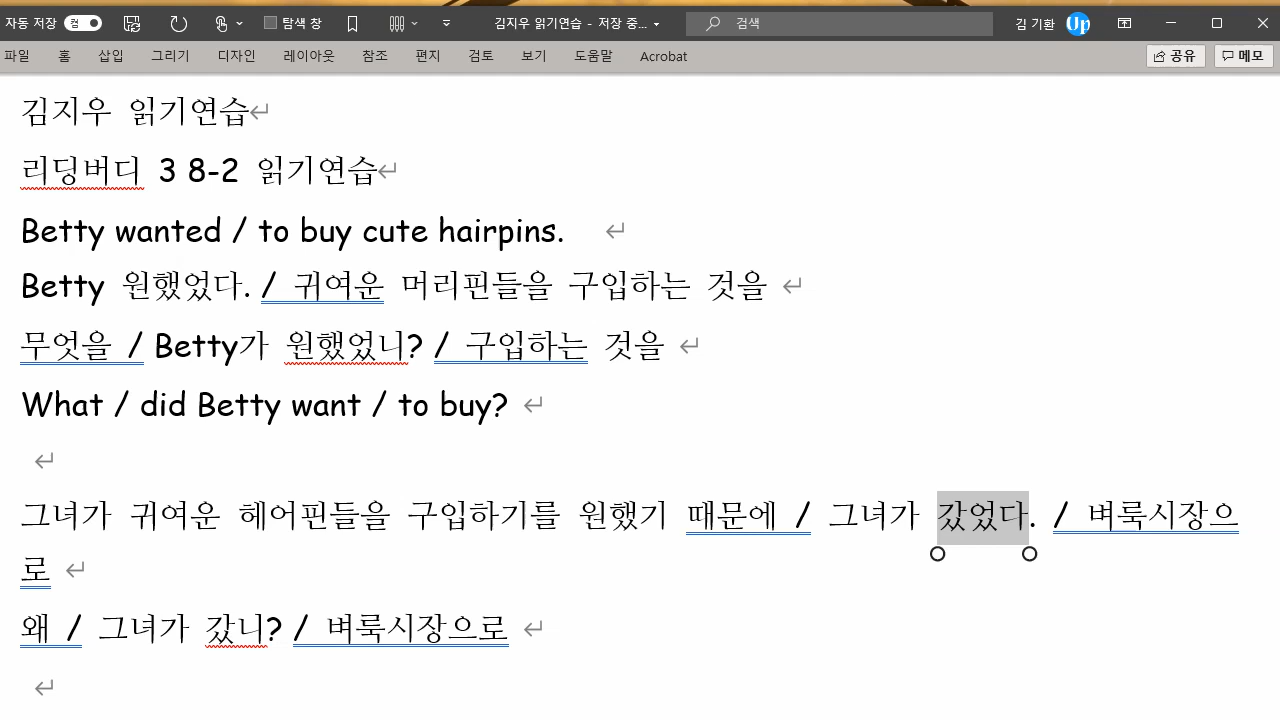 자동 저장 컴 탐색 창 김지우 읽기연습 - 저장 중... 검색 김 기환 Up
파일 홈 삽입 그리기 디자인 레이아웃 참조 편지 검토 보기 도움말 Acrobat 공유 메모
김지우 읽기연습
리딩버디 3 8-2 읽기연습
Betty wanted / to buy cute hairpins.
Betty 원했었다. / 귀여운 머리핀들을 구입하는 것을
무엇을 / Betty가 원했었니? / 구입하는 것을
What / did Betty want / to buy?
그녀가 귀여운 헤어핀들을 구입하기를 원했기 때문에 / 그녀가 갔었다. / 벼룩시장으
로
왜 / 그녀가 갔니? / 벼룩시장으로